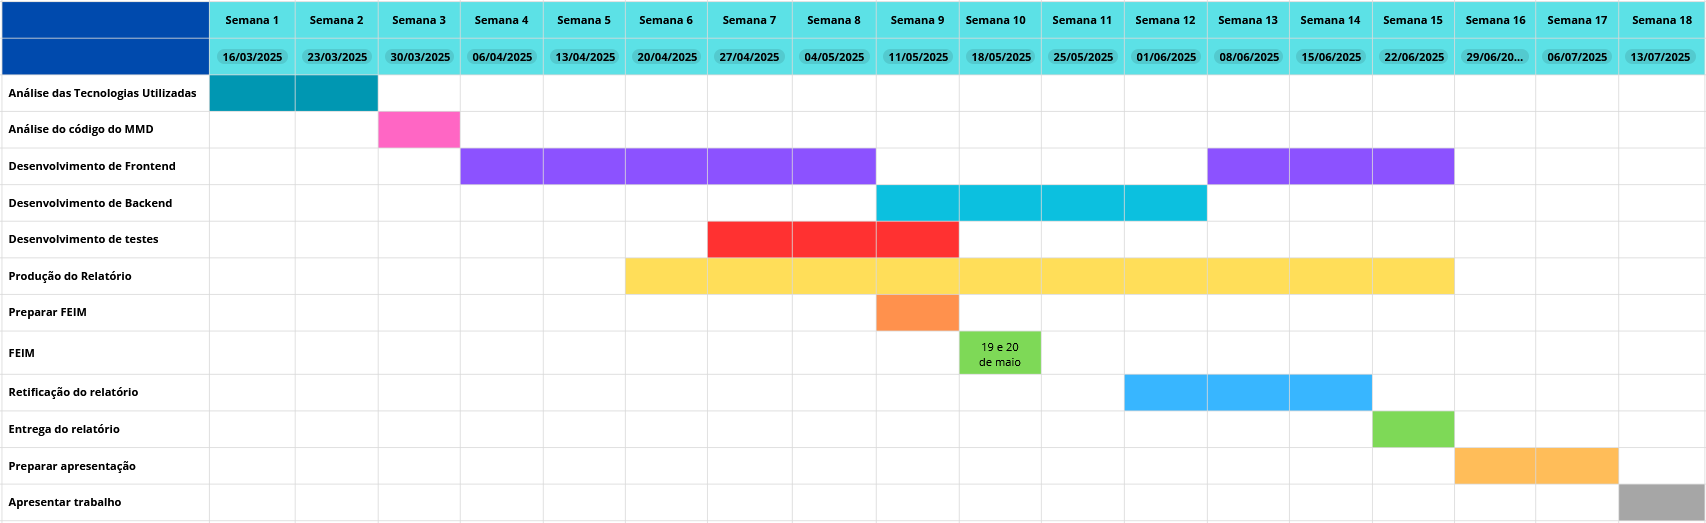 Semana 1 Semana 2 Semana 3 Semana 4 Semana 5 Semana 6 Semana 7 Semana 8 Semana 9 Semana 10 Semana 11 Semana 12 Semana 13 Semana 14 Semana 15 Semana 16 Semana 17 Semana 18
16/03/2025 23/03/2025 30/03/2025 06/04/2025 13/04/2025 20/04/2025 27/04/2025 04/05/2025 11/05/2025 18/05/2025 25/05/2025 01/06/2025 08/06/2025 15/06/2025 22/06/2025 29/06/20... 06/07/2025 13/07/2025
Análise das Tecnologias Utilizadas
Análise do código do MMD
Desenvolvimento de Frontend
Desenvolvimento de Backend
Desenvolvimento de testes
Produção do Relatório
Preparar FEIM
FEIM
19 e 20
de maio
Retificação do relatório
Entrega do relatório
Preparar apresentação
Apresentar trabalho